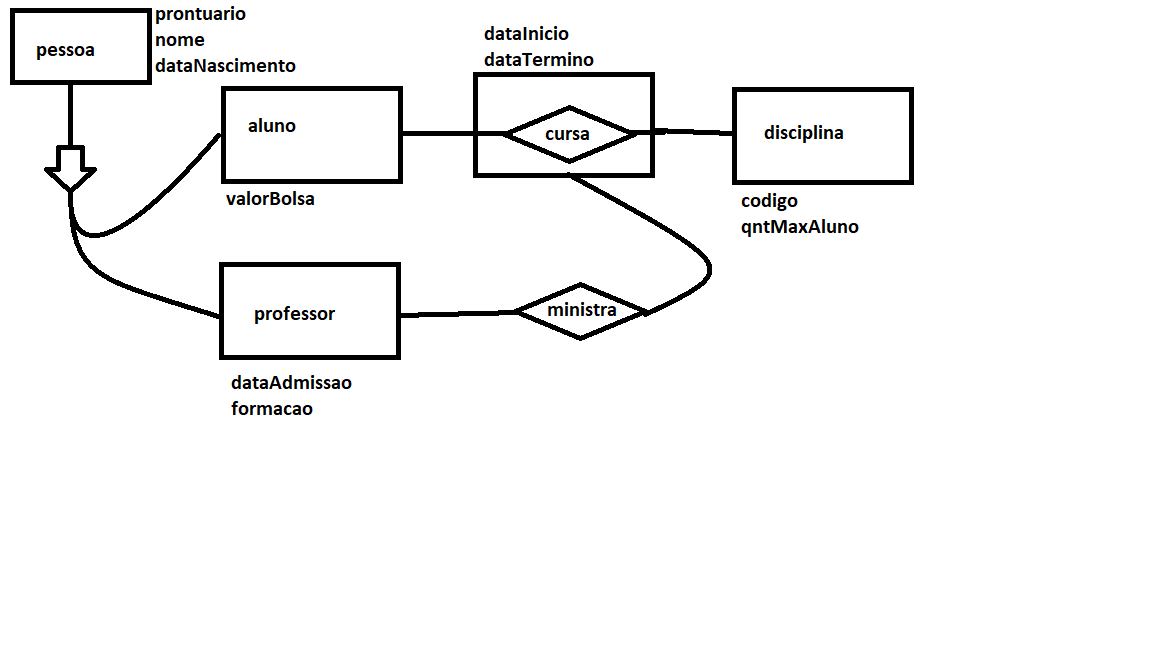 pessoa
prontuario
nome
dataNascimento
aluno
valorBolsa
dataInicio
dataTermino
cursa
disciplina
codigo
qntMaxAluno
professor
dataAdmissao
formacao
ministra